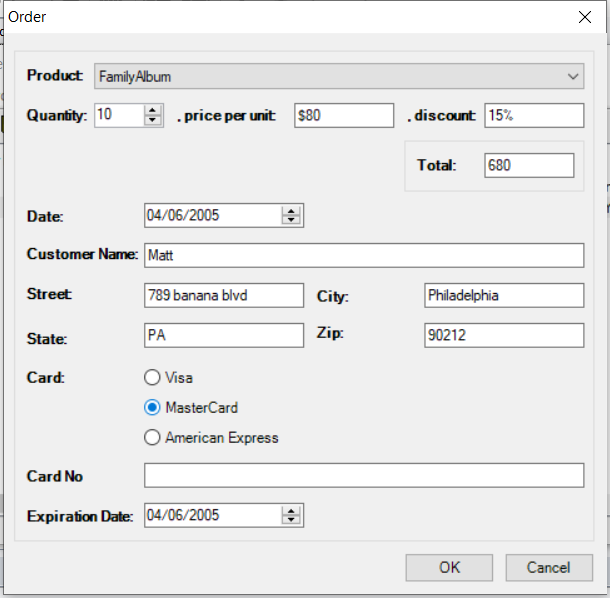 Order
Product: FamilyAlbum
Quantity: 10 . price per unit: $80 . discount: 15%
Total: 680
Date: 04/06/2005
Customer Name: Matt
Street: 789 banana blvd City: Philadelphia
State: PA Zip: 90212
Card: Visa
MasterCard
American Express
Card No
Expiration Date: 04/06/2005
OK Cancel